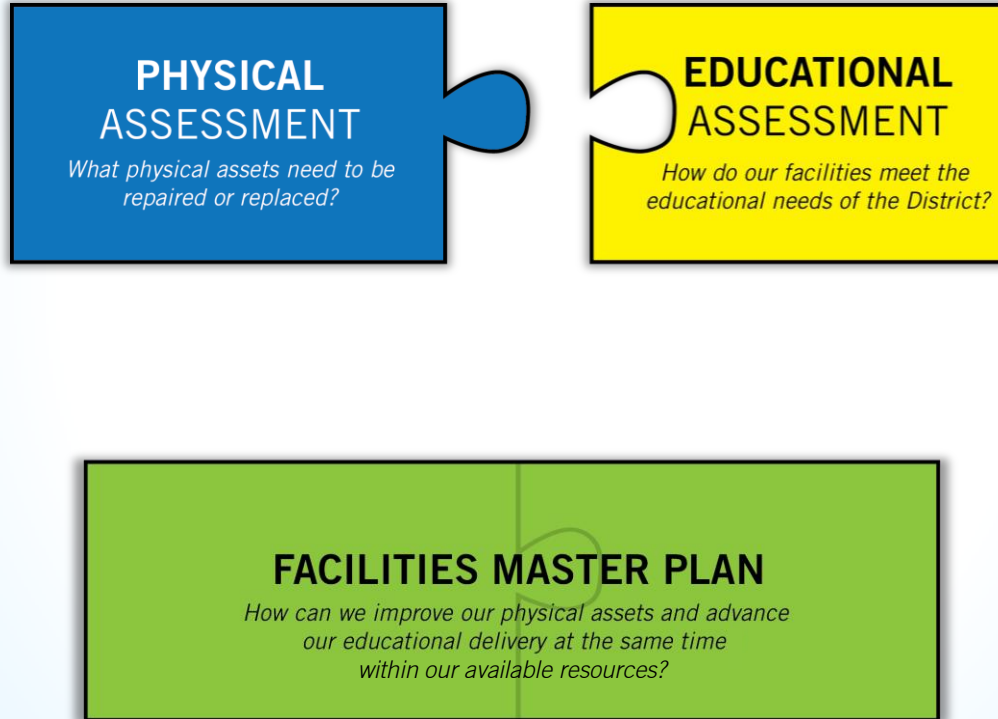 PHYSICAL
ASSESSMENT
What physical assets need to be
repaired or replaced?
EDUCATIONAL
ASSESSMENT
How do our facilities meet the
educational needs of the District?
FACILITIES MASTER PLAN
How can we improve our physical assets and advance
our educational delivery at the same time
within our available resources?